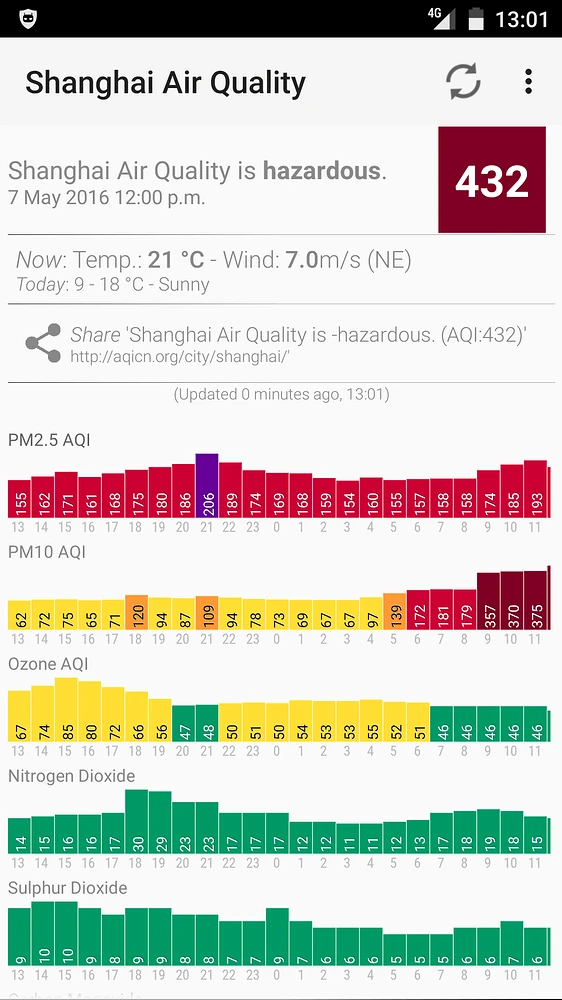 4G 13:01
Shanghai Air Quality
Shanghai Air Quality is hazardous.
7 May 2016 12:00 p.m.
432
Now: Temp.: 21 °C - Wind: 7.0m/s (NE)
Today: 9 - 18 °C - Sunny
Share 'Shanghai Air Quality is -hazardous. (AQI:432)'
http://aqicn.org/city/shanghai/'
(Updated 0 minutes ago, 13:01)
PM2.5 AQI
155 162 171 161 168 175 180 186 206 189 174 169 168 159 154 160 155 157 158 158 174 185 193
13 14 15 16 17 18 19 20 21 22 23 0 1 2 3 4 5 6 7 8 9 10 11
PM10 AQI
62 72 75 65 71 120 94 87 109 94 78 73 69 67 67 97 139 172 181 179 357 370 375
13 14 15 16 17 18 19 20 21 22 23 0 1 2 3 4 5 6 7 8 9 10 11
Ozone AQI
67 74 85 80 72 66 56 47 48 50 51 50 54 53 53 55 52 51 46 46 46 46 46
13 14 15 16 17 18 19 20 21 22 23 0 1 2 3 4 5 6 7 8 9 10 11
Nitrogen Dioxide
14 15 16 16 17 30 29 23 23 17 17 17 12 12 11 11 12 13 17 18 19 18 15
13 14 15 16 17 18 19 20 21 22 23 0 1 2 3 4 5 6 7 8 9 10 11
Sulphur Dioxide
9 10 10 9 8 9 9 8 8 7 7 9 7 6 6 6 5 5 5 6 6 7 6
13 14 15 16 17 18 19 20 21 22 23 0 1 2 3 4 5 6 7 8 9 10 11